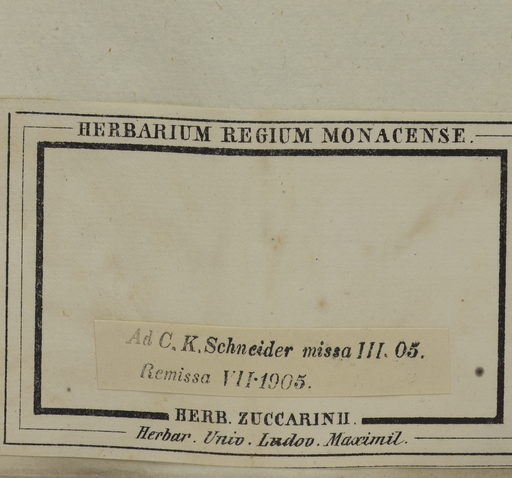 HERBARIUM REGIUM MONACENSE.
Ad C. K. Schneider missa III. 05.
Remissa VII. 1905.
HERB. ZUCCARINII.
Herbar. Univ. Ludov. Maximil.